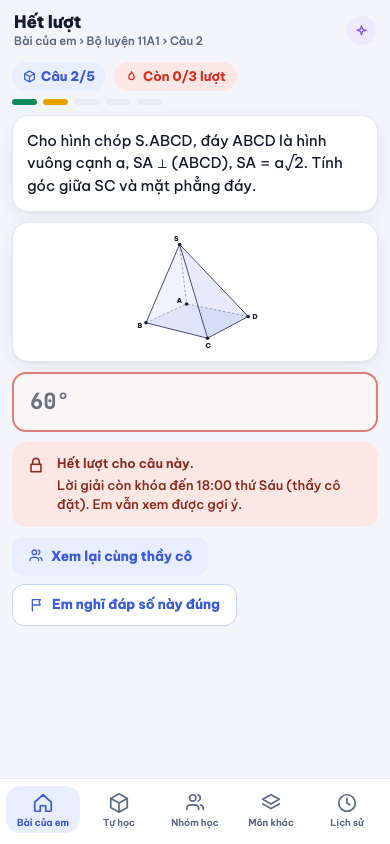 Hết lượt
Bài của em › Bộ luyện 11A1 › Câu 2
Câu 2/5
Còn 0/3 lượt
Cho hình chóp S.ABCD, đáy ABCD là hình
vuông cạnh a, SA ⊥ (ABCD), SA = a√2. Tính
góc giữa SC và mặt phẳng đáy.
S
A
B
D
C
60°
Hết lượt cho câu này.
Lời giải còn khóa đến 18:00 thứ Sáu (thầy cô
đặt). Em vẫn xem được gợi ý.
Xem lại cùng thầy cô
Em nghĩ đáp số này đúng
Bài của em
Tự học
Nhóm học
Môn khác
Lịch sử